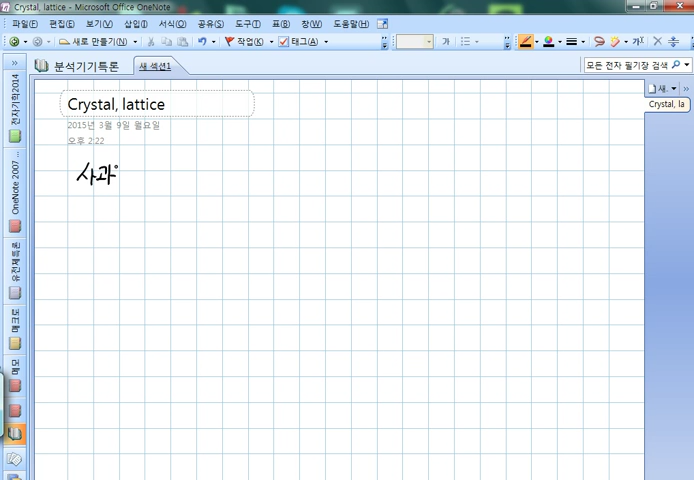 Crystal, lattice - Microsoft Office OneNote
파일(F) 편집(E) 보기(V) 삽입(I) 서식(O) 공유(S) 도구(T) 표(B) 창(W) 도움말(H)
새로 만들기(N) 작업(K) 태그(A) 가
분석기기특론 새 섹션1 모든 전자 필기장 검색
Crystal, lattice
2015년 3월 9일 월요일
오후 2:22
사과
새.
Crystal, la
전자기학2014
OneNote 2007 ...
유전체특론
메크모
메모